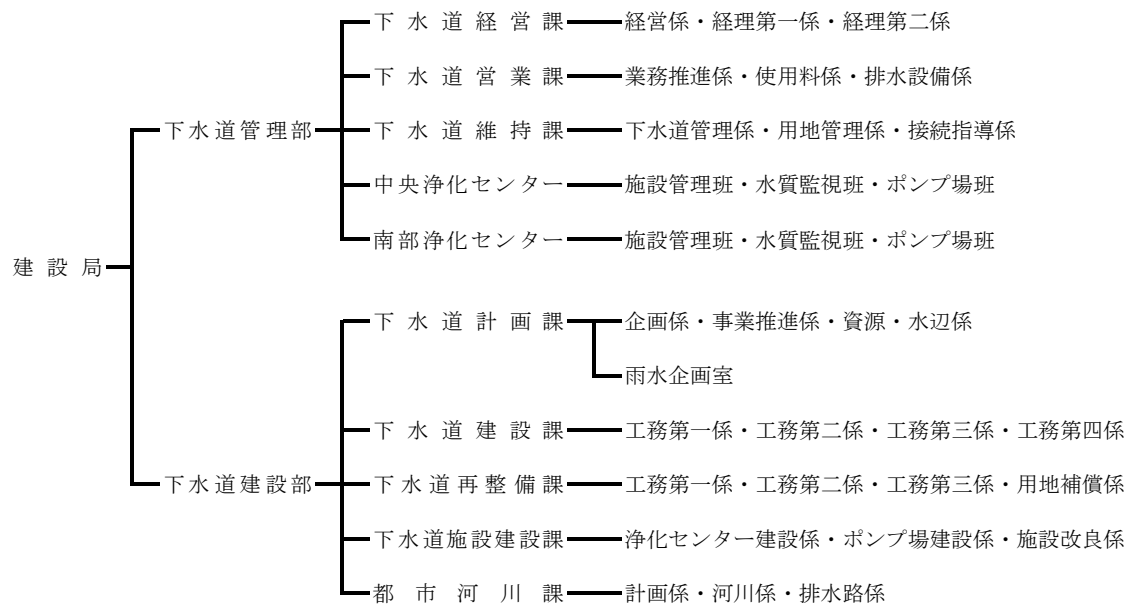 下水道経営課 経営係・経理第一係・経理第二係
下水道営業課 業務推進係・使用料係・排水設備係
下水道管理部 下水道維持課 下水道管理係・用地管理係・接続指導係
中央浄化センター 施設管理班・水質監視班・ポンプ場班
南部浄化センター 施設管理班・水質監視班・ポンプ場班
建設局
下水道計画課 企画係・事業推進係・資源・水辺係
雨水企画室
下水道建設課 工務第一係・工務第二係・工務第三係・工務第四係
下水道建設部 下水道再整備課 工務第一係・工務第二係・工務第三係・用地補償係
下水道施設建設課 浄化センター建設係・ポンプ場建設係・施設改良係
都市河川課 計画係・河川係・排水路係